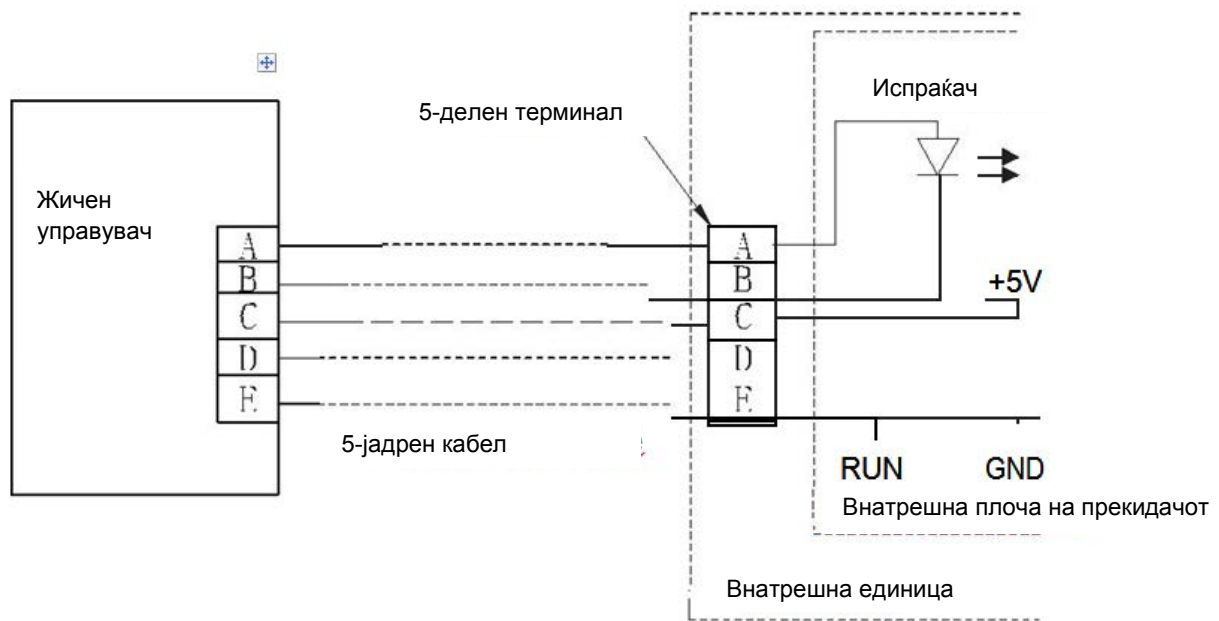 Испраќач
5-делен терминал
Жичен
управувач
A
B
C
D
E
A
B
C
D
E
+5V
5-јадрен кабел
RUN
GND
Внатрешна плоча на прекидачот
Внатрешна единица